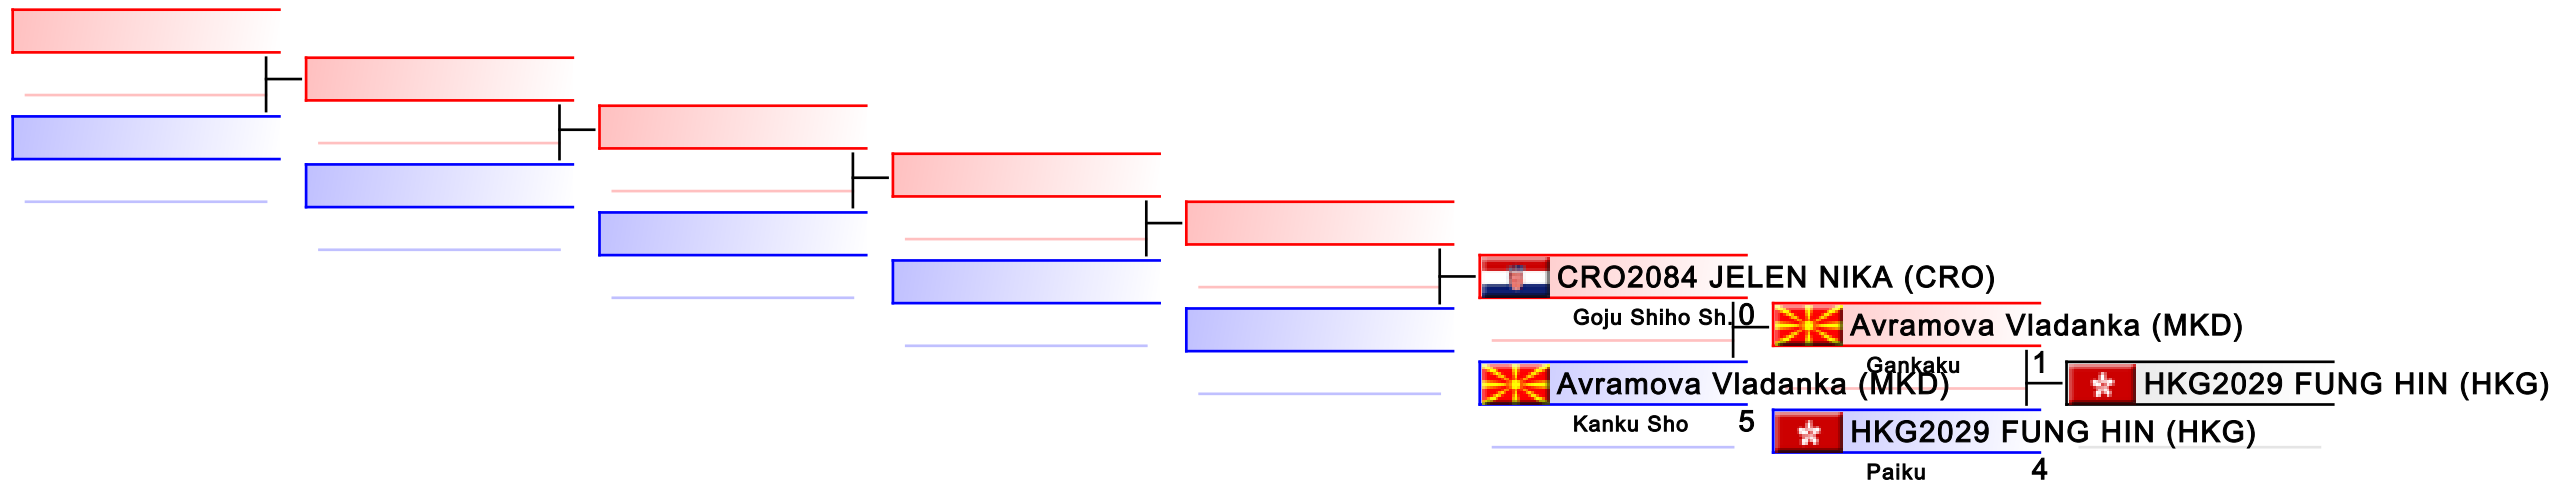 CRO2084 JELEN NIKA (CRO)
Goju Shiho Sh. 0
Avramova Vladanka (MKD)
Kanku Sho 5
Avramova Vladanka (MKD)
Gankaku 1
HKG2029 FUNG HIN (HKG)
Paiku 4
HKG2029 FUNG HIN (HKG)